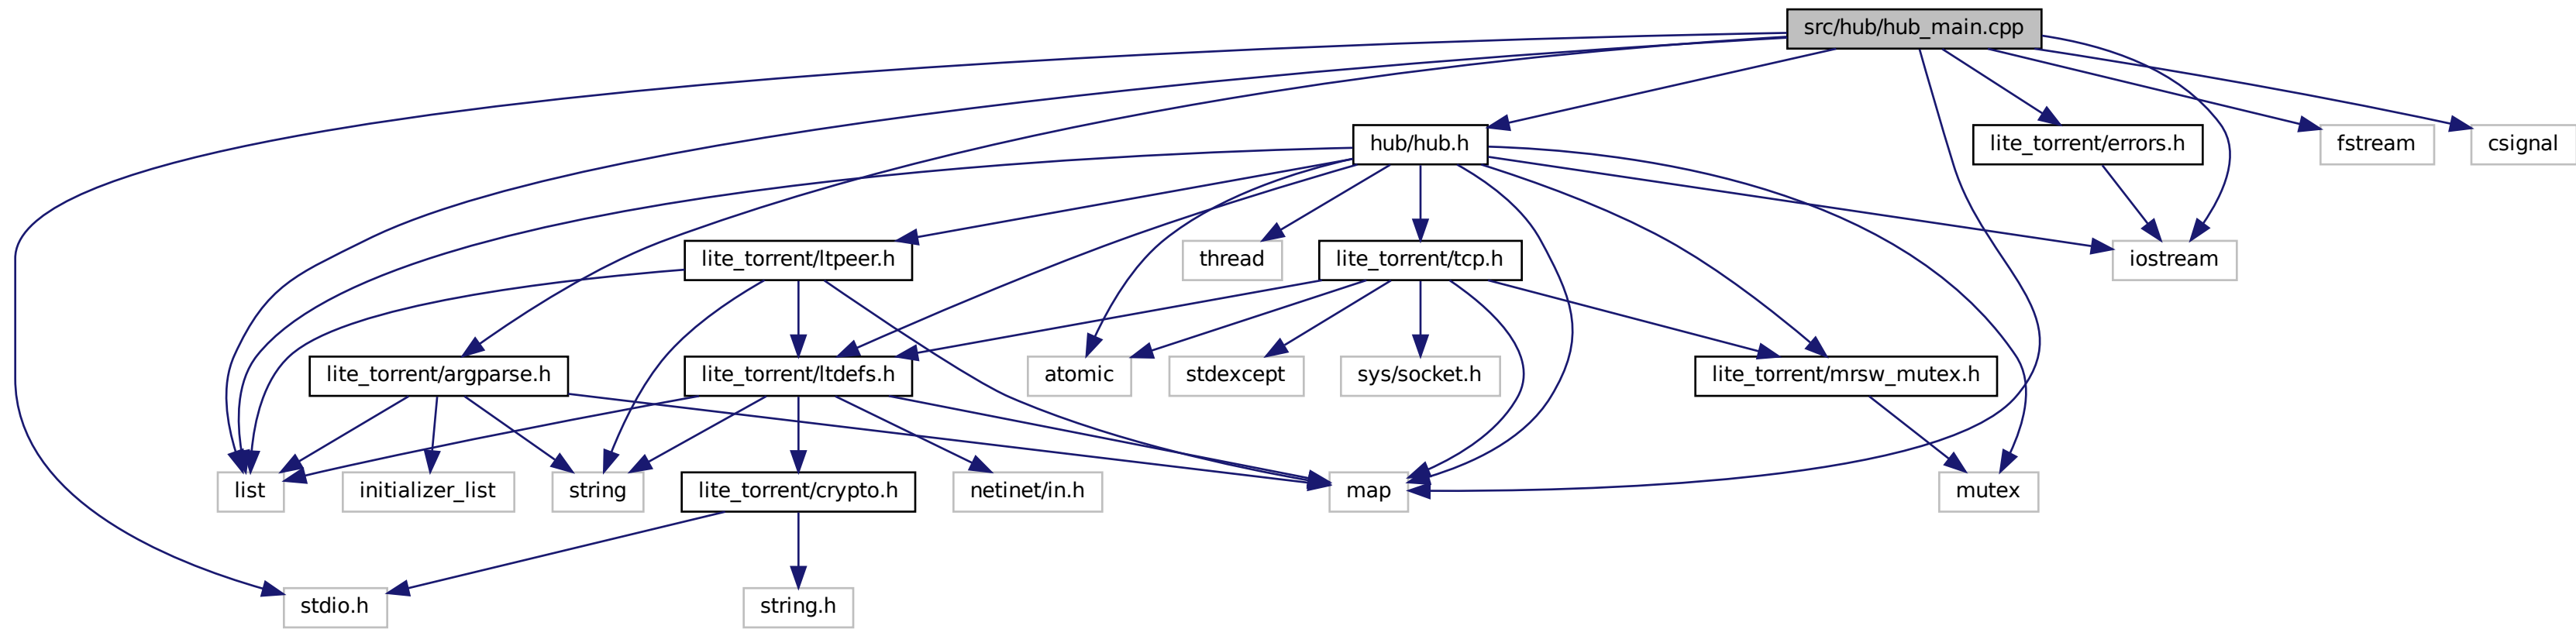 src/hub/hub_main.cpp
hub/hub.h
lite_torrent/errors.h
fstream
csignal
lite_torrent/ltpeer.h
thread
lite_torrent/tcp.h
iostream
lite_torrent/argparse.h
lite_torrent/ltdefs.h
atomic
stdexcept
sys/socket.h
lite_torrent/mrsw_mutex.h
list
initializer_list
string
lite_torrent/crypto.h
netinet/in.h
map
mutex
stdio.h
string.h